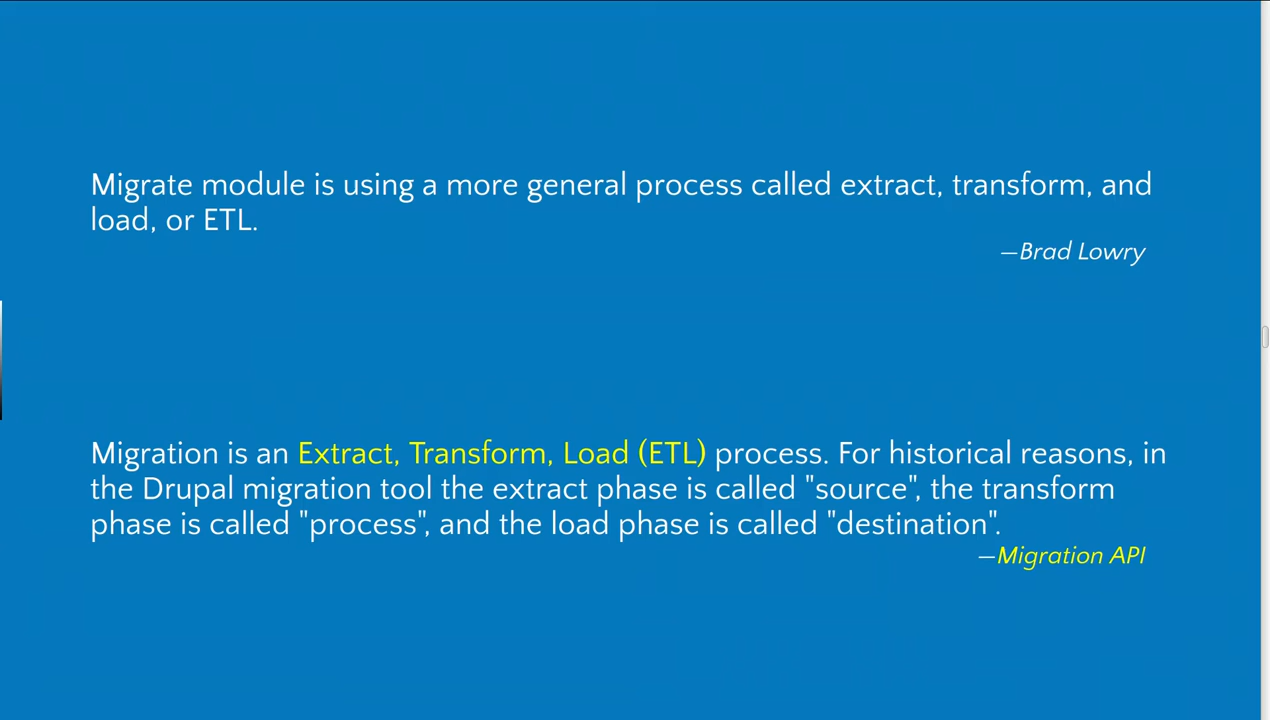 Migrate module is using a more general process called extract, transform, and
load, or ETL.
—Brad Lowry
Migration is an Extract, Transform, Load (ETL) process. For historical reasons, in
the Drupal migration tool the extract phase is called "source", the transform
phase is called "process", and the load phase is called "destination".
—Migration API